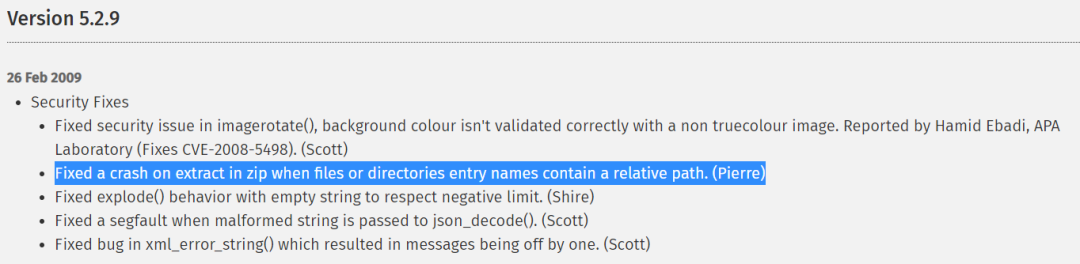 Version 5.2.9
26 Feb 2009
• Security Fixes
• Fixed security issue in imagerotate(), background colour isn't validated correctly with a non truecolour image. Reported by Hamid Ebadi, APA
Laboratory (Fixes CVE-2008-5498). (Scott)
• Fixed a crash on extract in zip when files or directories entry names contain a relative path. (Pierre)
• Fixed explode() behavior with empty string to respect negative limit. (Shire)
• Fixed a segfault when malformed string is passed to json_decode(). (Scott)
• Fixed bug in xml_error_string() which resulted in messages being off by one. (Scott)